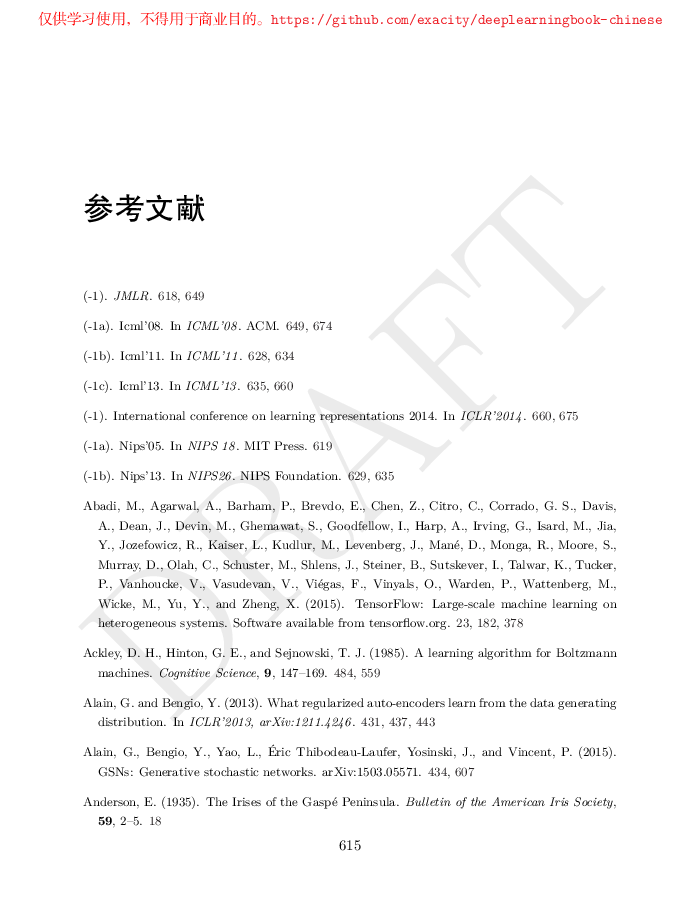 仅供学习使用，不得用于商业目的。https://github.com/exacity/deeplearningbook-chinese
参考文献
(-1). JMLR. 618, 649
(-1a). Icml'08. In ICML'08. ACM. 649, 674
(-1b). Icml'11. In ICML'11. 628, 634
(-1c). Icml'13. In ICML'13. 635, 660
(-1). International conference on learning representations 2014. In ICLR'2014. 660, 675
(-1a). Nips'05. In NIPS 18. MIT Press. 619
(-1b). Nips'13. In NIPS26. NIPS Foundation. 629, 635
Abadi, M., Agarwal, A., Barham, P., Brevdo, E., Chen, Z., Citro, C., Corrado, G. S., Davis,
A., Dean, J., Devin, M., Ghemawat, S., Goodfellow, I., Harp, A., Irving, G., Isard, M., Jia,
Y., Jozefowicz, R., Kaiser, L., Kudlur, M., Levenberg, J., Mané, D., Monga, R., Moore, S.,
Murray, D., Olah, C., Schuster, M., Shlens, J., Steiner, B., Sutskever, I., Talwar, K., Tucker,
P., Vanhoucke, V., Vasudevan, V., Viégas, F., Vinyals, O., Warden, P., Wattenberg, M.,
Wicke, M., Yu, Y., and Zheng, X. (2015). TensorFlow: Large-scale machine learning on
heterogeneous systems. Software available from tensorflow.org. 23, 182, 378
Ackley, D. H., Hinton, G. E., and Sejnowski, T. J. (1985). A learning algorithm for Boltzmann
machines. Cognitive Science, 9, 147–169. 484, 559
Alain, G. and Bengio, Y. (2013). What regularized auto-encoders learn from the data generating
distribution. In ICLR'2013, arXiv:1211.4246. 431, 437, 443
Alain, G., Bengio, Y., Yao, L., Éric Thibodeau-Laufer, Yosinski, J., and Vincent, P. (2015).
GSNs: Generative stochastic networks. arXiv:1503.05571. 434, 607
Anderson, E. (1935). The Irises of the Gaspé Peninsula. Bulletin of the American Iris Society,
59, 2–5. 18
615
DRAFT